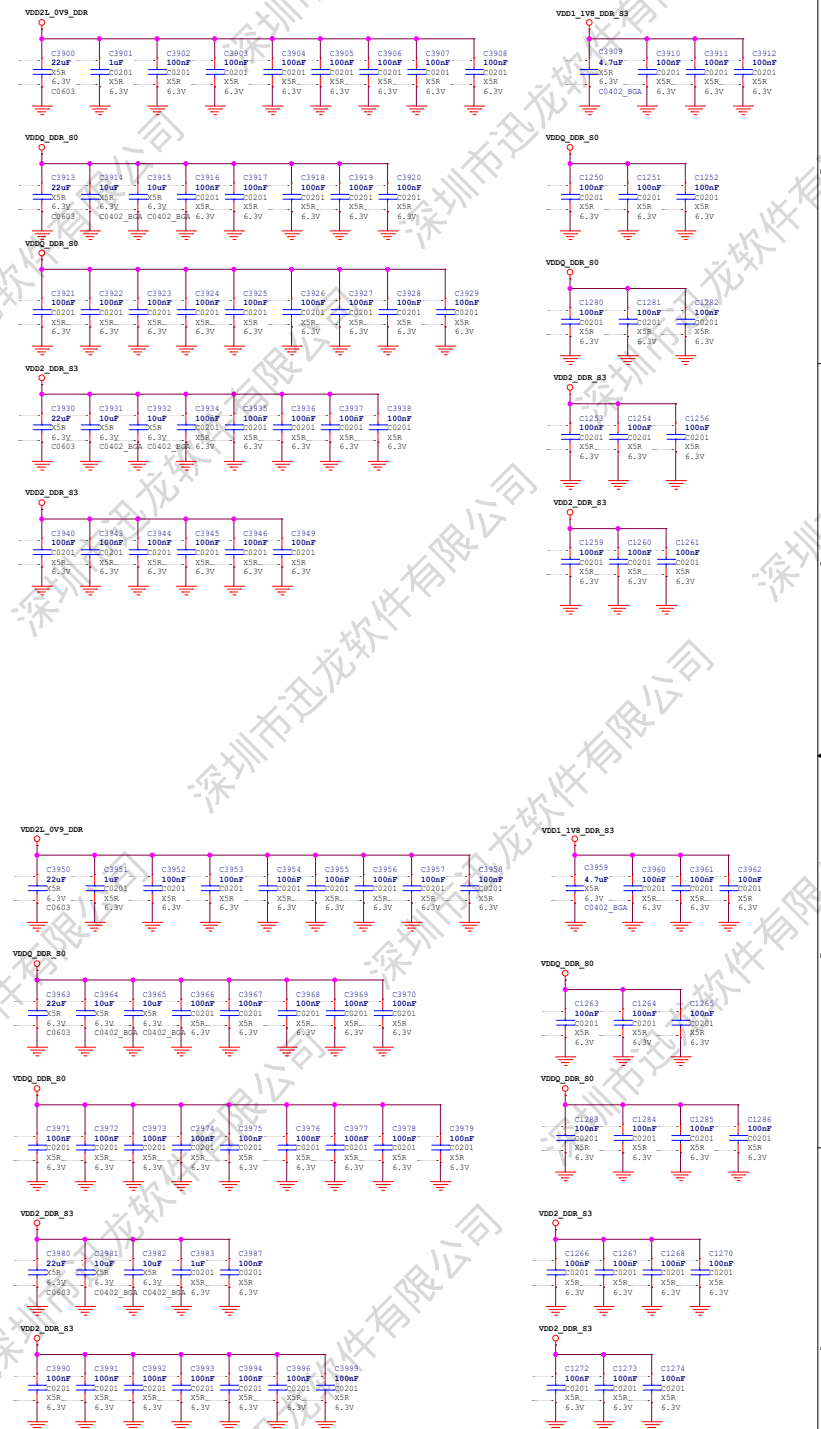 VDD2L_0V9_DDR
C3900 C3901 C3902 C3903 C3904 C3905 C3906 C3907 C3908
22uF 1uF 100nF 100nF 100nF 100nF 100nF 100nF 100nF
X5R C0201 C0201 C0201 C0201 C0201 C0201 C0201 C0201
6.3V X5R X5R X5R X5R X5R X5R X5R X5R
C0603 6.3V 6.3V 6.3V 6.3V 6.3V 6.3V 6.3V 6.3V
VDD1_1V8_DDR_S3
C3909 C3910 C3911 C3912
4.7uF 100nF 100nF 100nF
X5R C0201 C0201 C0201
6.3V X5R X5R X5R
C0402_BGA 6.3V 6.3V 6.3V
VDDQ_DDR_S0
C3913 C3914 C3915 C3916 C3917 C3918 C3919 C3920
22uF 10uF 10uF 100nF 100nF 100nF 100nF 100nF
X5R X5R X5R C0201 C0201 C0201 C0201 C0201
6.3V 6.3V 6.3V X5R X5R X5R X5R X5R
C0603 C0402_BGA C0402_BGA 6.3V 6.3V 6.3V 6.3V 6.3V
VDDQ_DDR_S0
C1250 C1251 C1252
100nF 100nF 100nF
C0201 C0201 C0201
X5R X5R X5R
6.3V 6.3V 6.3V
VDDQ_DDR_S0
C3921 C3922 C3923 C3924 C3925 C3926 C3927 C3928 C3929
100nF 100nF 100nF 100nF 100nF 100nF 100nF 100nF 100nF
C0201 C0201 C0201 C0201 C0201 C0201 C0201 C0201 C0201
X5R X5R X5R X5R X5R X5R X5R X5R X5R
6.3V 6.3V 6.3V 6.3V 6.3V 6.3V 6.3V 6.3V 6.3V
VDDQ_DDR_S0
C1280 C1281 C1282
100nF 100nF 100nF
C0201 C0201 C0201
X5R X5R X5R
6.3V 6.3V 6.3V
VDD2_DDR_S3
C3930 C3931 C3932 C3934 C3935 C3936 C3937 C3938
22uF 10uF 10uF 100nF 100nF 100nF 100nF 100nF
X5R X5R X5R C0201 C0201 C0201 C0201 C0201
6.3V 6.3V 6.3V X5R X5R X5R X5R X5R
C0603 C0402_BGA C0402_BGA 6.3V 6.3V 6.3V 6.3V 6.3V
VDD2_DDR_S3
C1253 C1254 C1256
100nF 100nF 100nF
C0201 C0201 C0201
X5R X5R X5R
6.3V 6.3V 6.3V
VDD2_DDR_S3
C3940 C3943 C3944 C3945 C3946 C3949
100nF 100nF 100nF 100nF 100nF 100nF
C0201 C0201 C0201 C0201 C0201 C0201
X5R X5R X5R X5R X5R X5R
6.3V 6.3V 6.3V 6.3V 6.3V 6.3V
VDD2_DDR_S3
C1259 C1260 C1261
100nF 100nF 100nF
C0201 C0201 C0201
X5R X5R X5R
6.3V 6.3V 6.3V
VDD2L_0V9_DDR
C3950 C3951 C3952 C3953 C3954 C3955 C3956 C3957 C3958
22uF 1uF 100nF 100nF 100nF 100nF 100nF 100nF 100nF
X5R C0201 C0201 C0201 C0201 C0201 C0201 C0201 C0201
6.3V X5R X5R X5R X5R X5R X5R X5R X5R
C0603 6.3V 6.3V 6.3V 6.3V 6.3V 6.3V 6.3V 6.3V
VDD1_1V8_DDR_S3
C3959 C3960 C3961 C3962
4.7uF 100nF 100nF 100nF
X5R C0201 C0201 C0201
6.3V X5R X5R X5R
C0402_BGA 6.3V 6.3V 6.3V
VDDQ_DDR_S0
C3963 C3964 C3965 C3966 C3967 C3968 C3969 C3970
22uF 10uF 10uF 100nF 100nF 100nF 100nF 100nF
X5R X5R X5R C0201 C0201 C0201 C0201 C0201
6.3V 6.3V 6.3V X5R X5R X5R X5R X5R
C0603 C0402_BGA C0402_BGA 6.3V 6.3V 6.3V 6.3V 6.3V
VDDQ_DDR_S0
C1263 C1264 C1265
100nF 100nF 100nF
C0201 C0201 C0201
X5R X5R X5R
6.3V 6.3V 6.3V
VDDQ_DDR_S0
C3971 C3972 C3973 C3974 C3975 C3976 C3977 C3978 C3979
100nF 100nF 100nF 100nF 100nF 100nF 100nF 100nF 100nF
C0201 C0201 C0201 C0201 C0201 C0201 C0201 C0201 C0201
X5R X5R X5R X5R X5R X5R X5R X5R X5R
6.3V 6.3V 6.3V 6.3V 6.3V 6.3V 6.3V 6.3V 6.3V
VDDQ_DDR_S0
C1283 C1284 C1285 C1286
100nF 100nF 100nF 100nF
C0201 C0201 C0201 C0201
X5R X5R X5R X5R
6.3V 6.3V 6.3V 6.3V
VDD2_DDR_S3
C3980 C3981 C3982 C3983 C3987
22uF 10uF 10uF 1uF 100nF
X5R X5R X5R C0201 C0201
6.3V 6.3V 6.3V X5R X5R
C0603 C0402_BGA C0402_BGA 6.3V 6.3V
VDD2_DDR_S3
C1266 C1267 C1268 C1270
100nF 100nF 100nF 100nF
C0201 C0201 C0201 C0201
X5R X5R X5R X5R
6.3V 6.3V 6.3V 6.3V
VDD2_DDR_S3
C3990 C3991 C3992 C3993 C3994 C3996 C3999
100nF 100nF 100nF 100nF 100nF 100nF 100nF
C0201 C0201 C0201 C0201 C0201 C0201 C0201
X5R X5R X5R X5R X5R X5R X5R
6.3V 6.3V 6.3V 6.3V 6.3V 6.3V 6.3V
VDD2_DDR_S3
C1272 C1273 C1274
100nF 100nF 100nF
C0201 C0201 C0201
X5R X5R X5R
6.3V 6.3V 6.3V
深圳市迅龙软件有限公司
深圳市迅龙软件有限公司
深圳市迅龙软件有限公司
深圳市迅龙软件有限公司